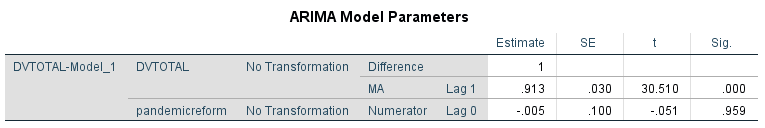 ARIMA Model Parameters
Estimate SE t Sig.
DVTOTAL-Model_1 DVTOTAL No Transformation Difference 1
MA Lag 1 .913 .030 30.510 .000
pandemicreform No Transformation Numerator Lag 0 -.005 .100 -.051 .959